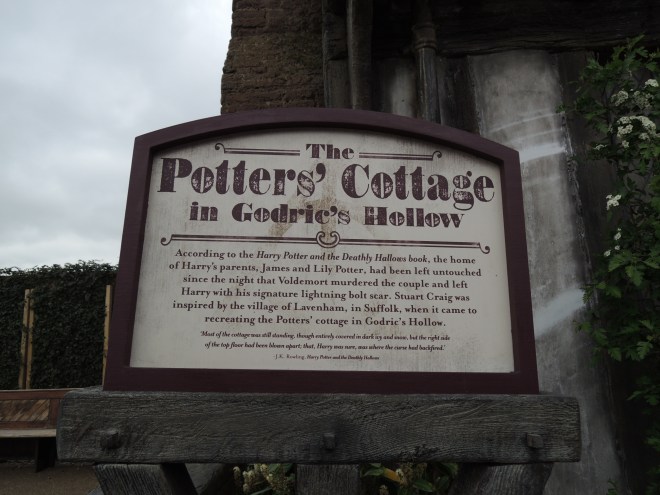 The
Potters' Cottage
in Godric's Hollow
According to the Harry Potter and the Deathly Hallows book, the home
of Harry's parents, James and Lily Potter, had been left untouched
since the night that Voldemort murdered the couple and left
Harry with his signature lightning bolt scar. Stuart Craig was
inspired by the village of Lavenham, in Suffolk, when it came to
recreating the Potters' cottage in Godric's Hollow.
'Most of the cottage was still standing, though entirely covered in dark ivy and snow, but the right side
of the top floor had been blown apart; that, Harry was sure, was where the curse had backfired.'
- J.K. Rowling, Harry Potter and the Deathly Hallows